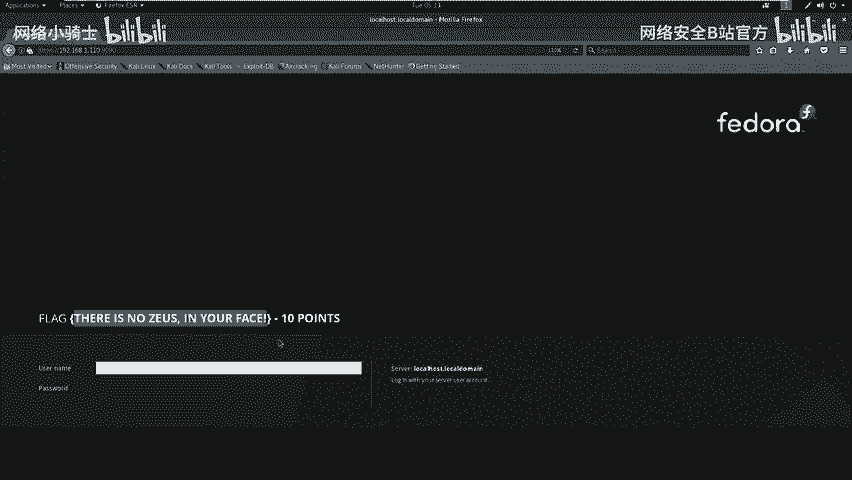 Applications Places Firefox ESR Tue 05:11
localhost.localdomain - Mozilla Firefox
网络小骑士 bilibili 网络安全B站官方 bilibili
https://192.168.1.110:9090 110% Search
Most Visited Offensive Security Kali Linux Kali Docs Kali Tools Exploit-DB Aircrack-ng Kali Forums NetHunter Getting Started
fedora
FLAG {THERE IS NO ZEUS, IN YOUR FACE!} - 10 POINTS
User name
Server: localhost.localdomain
Log in with your server user account.
Password